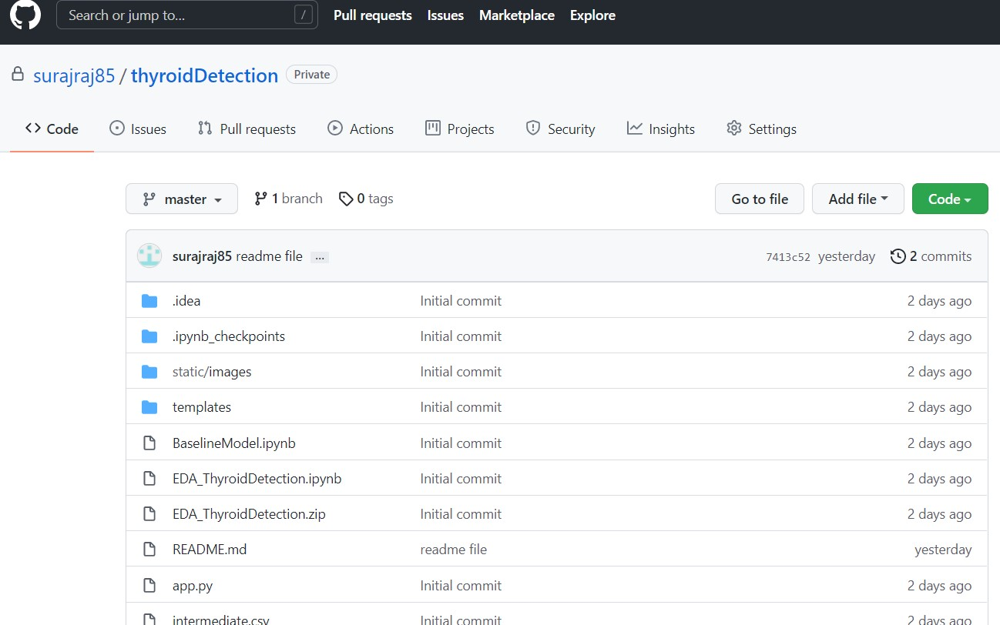 Search or jump to... / Pull requests Issues Marketplace Explore
surajraj85 / thyroidDetection Private
Code Issues Pull requests Actions Projects Security Insights Settings
master 1 branch 0 tags Go to file Add file Code
surajraj85 readme file ... 7413c52 yesterday 2 commits
.idea Initial commit 2 days ago
.ipynb_checkpoints Initial commit 2 days ago
static/images Initial commit 2 days ago
templates Initial commit 2 days ago
BaselineModel.ipynb Initial commit 2 days ago
EDA_ThyroidDetection.ipynb Initial commit 2 days ago
EDA_ThyroidDetection.zip Initial commit 2 days ago
README.md readme file yesterday
app.py Initial commit 2 days ago
intermediate.csv Initial commit 2 days ago